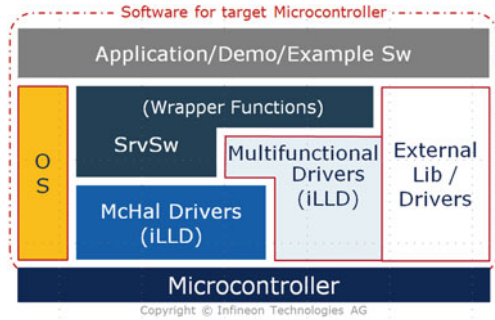 Software for target Microcontroller
Application/Demo/Example Sw
O
S
(Wrapper Functions)
SrvSw
McHal Drivers
(iLLD)
Multifunctional
Drivers
(iLLD)
External
Lib /
Drivers
Microcontroller
Copyright © Infineon Technologies AG